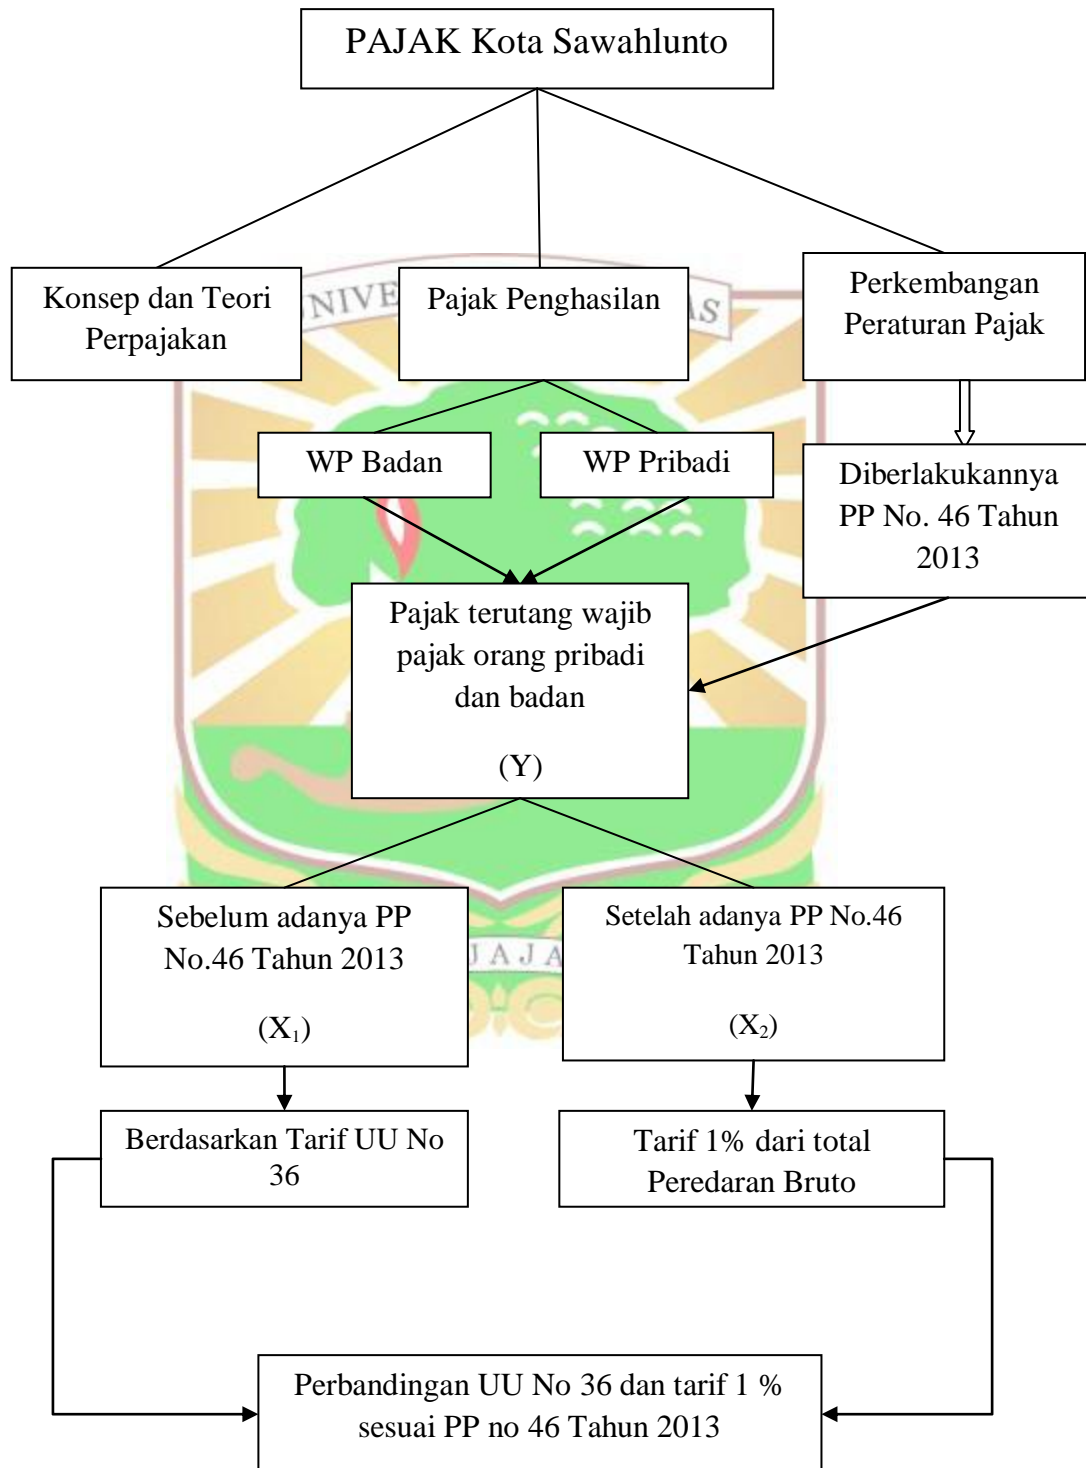 PAJAK Kota Sawahlunto
Konsep dan Teori
Perpajakan
Pajak Penghasilan
Perkembangan
Peraturan Pajak
WP Badan
WP Pribadi
Diberlakukannya
PP No. 46 Tahun
2013
Pajak terutang wajib
pajak orang pribadi
dan badan
(Y)
Sebelum adanya PP
No.46 Tahun 2013
(X₁)
Setelah adanya PP No.46
Tahun 2013
(X₂)
Berdasarkan Tarif UU No
36
Tarif 1% dari total
Peredaran Bruto
Perbandingan UU No 36 dan tarif 1 %
sesuai PP no 46 Tahun 2013